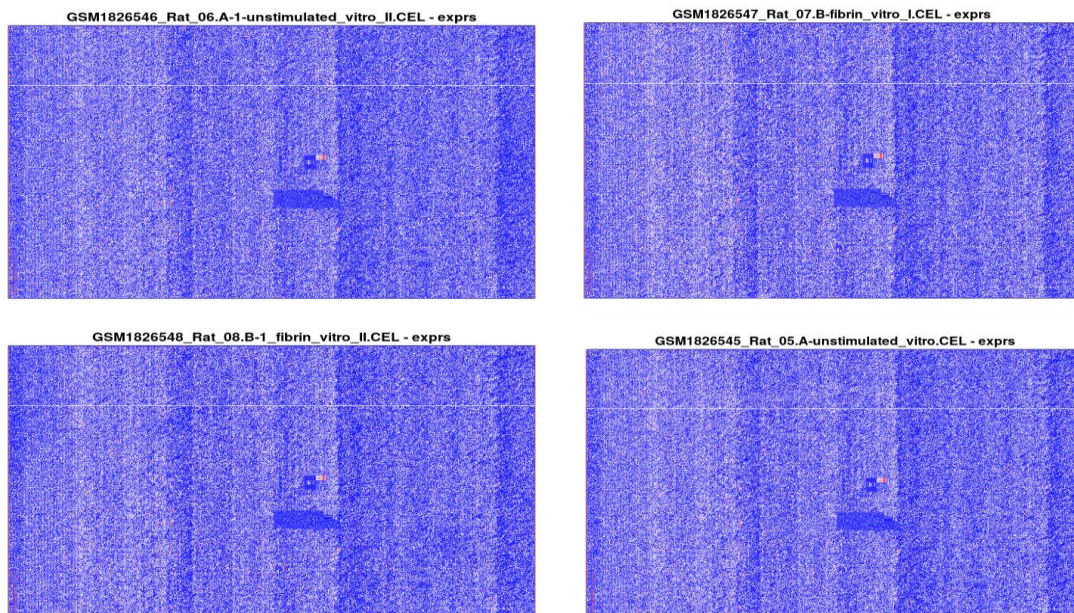 GSM1826546_Rat_06.A-1-unstimulated_vitro_II.CEL - exprs
GSM1826547_Rat_07.B-fibrin_vitro_I.CEL - exprs
GSM1826548_Rat_08.B-1_fibrin_vitro_II.CEL - exprs
GSM1826545_Rat_05.A-unstimulated_vitro.CEL - exprs